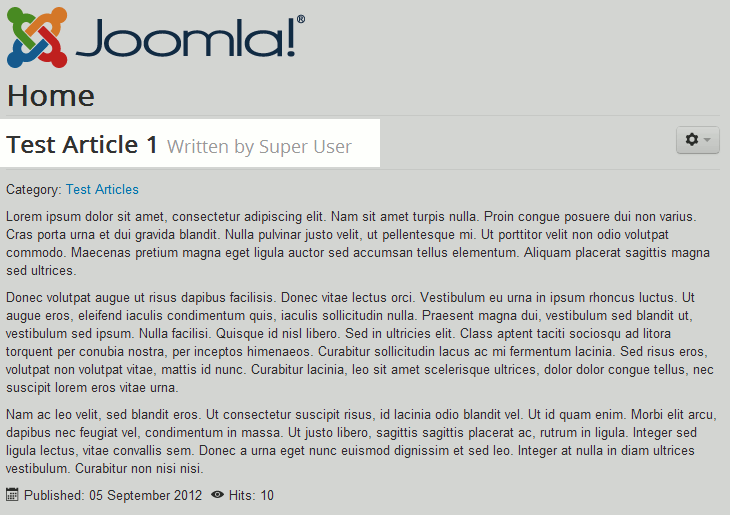 Joomla!®
Home
Test Article 1 Written by Super User
Category: Test Articles
Lorem ipsum dolor sit amet, consectetur adipiscing elit. Nam sit amet turpis nulla. Proin congue posuere dui non varius.
Cras porta urna et dui gravida blandit. Nulla pulvinar justo velit, ut pellentesque mi. Ut porttitor velit non odio volutpat
commodo. Maecenas pretium magna eget ligula auctor sed accumsan tellus elementum. Aliquam placerat sagittis magna
sed ultrices.
Donec volutpat augue ut risus dapibus facilisis. Donec vitae lectus orci. Vestibulum eu urna in ipsum rhoncus luctus. Ut
augue eros, eleifend iaculis condimentum quis, iaculis sollicitudin nulla. Praesent magna dui, vestibulum sed blandit ut,
vestibulum sed ipsum. Nulla facilisi. Quisque id nisl libero. Sed in ultricies elit. Class aptent taciti sociosqu ad litora
torquent per conubia nostra, per inceptos himenaeos. Curabitur sollicitudin lacus ac mi fermentum lacinia. Sed risus eros,
volutpat non volutpat vitae, mattis id nunc. Curabitur lacinia, leo sit amet scelerisque ultrices, dolor dolor congue tellus, nec
suscipit lorem eros vitae urna.
Nam ac leo velit, sed blandit eros. Ut consectetur suscipit risus, id lacinia odio blandit vel. Ut id quam enim. Morbi elit arcu,
dapibus nec feugiat vel, condimentum in massa. Ut justo libero, sagittis sagittis placerat ac, rutrum in ligula. Integer sed
ligula lectus, vitae convallis sem. Donec a urna eget nunc euismod dignissim et sed leo. Integer at nulla in diam ultrices
vestibulum. Curabitur non nisi nisi.
Published: 05 September 2012 Hits: 10